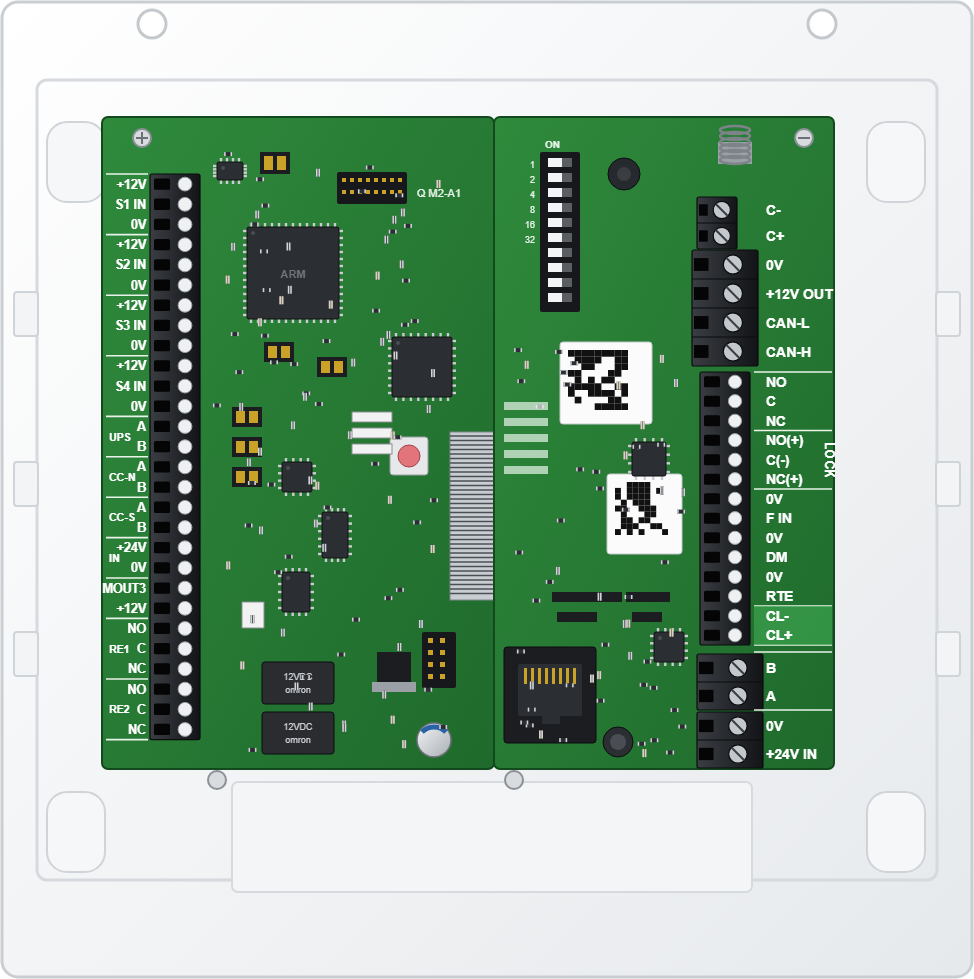 +12V
S1 IN
0V
+12V
S2 IN
0V
+12V
S3 IN
0V
+12V
S4 IN
0V
UPS
A
B
CC-N
A
B
CC-S
A
B
IN
+24V
0V
MOUT3
+12V
NO
RE1 C
NC
NO
RE2 C
NC
Q M2-A1
ARM
omron
12VDC
omron
ON
1
2
4
8
16
32
C-
C+
0V
+12V OUT
CAN-L
CAN-H
NO
C
NC
NO(+)
C(-)
NC(+)
LOCK
0V
F IN
0V
DM
0V
RTE
CL-
CL+
B
A
0V
+24V IN